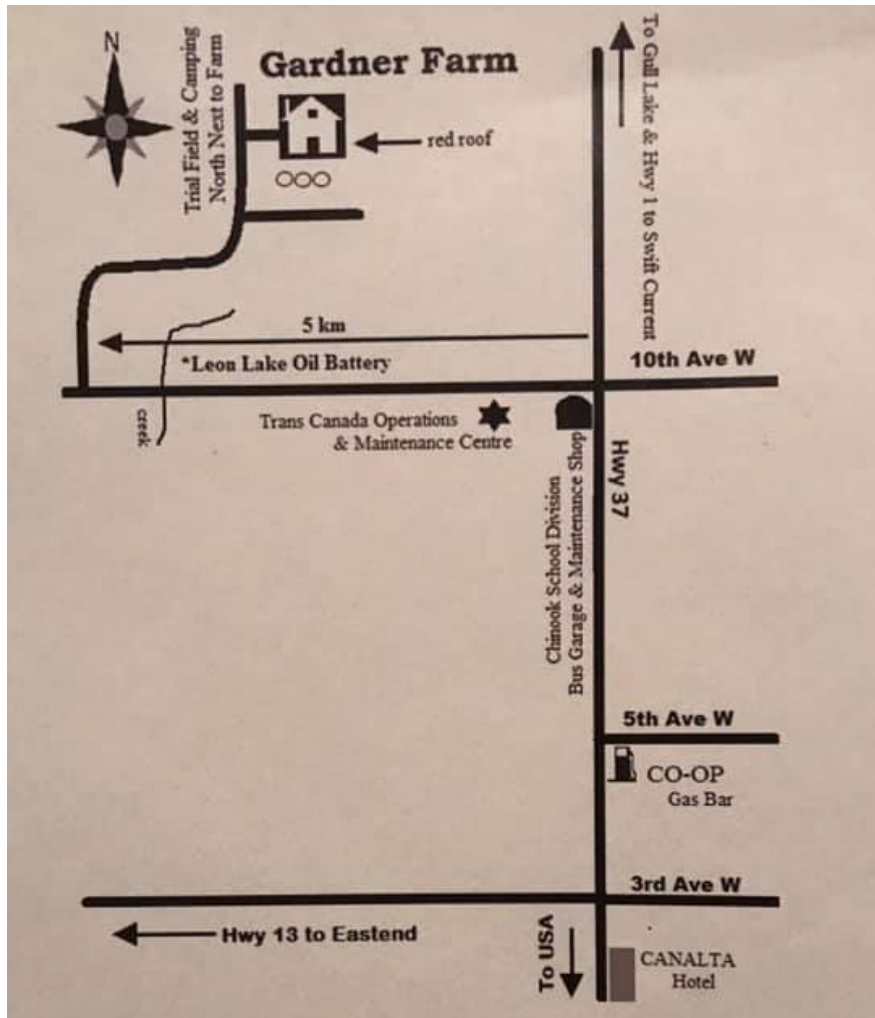 N
Trial Field & Camping
North Next to Farm
Gardner Farm
red roof
To Gull Lake & Hwy 1 to Swift Current
5 km
*Leon Lake Oil Battery
10th Ave W
creek
Trans Canada Operations
& Maintenance Centre
Chinook School Division
Bus Garage & Maintenance Shop
Hwy 37
5th Ave W
CO-OP
Gas Bar
3rd Ave W
Hwy 13 to Eastend
To USA
CANALTA
Hotel